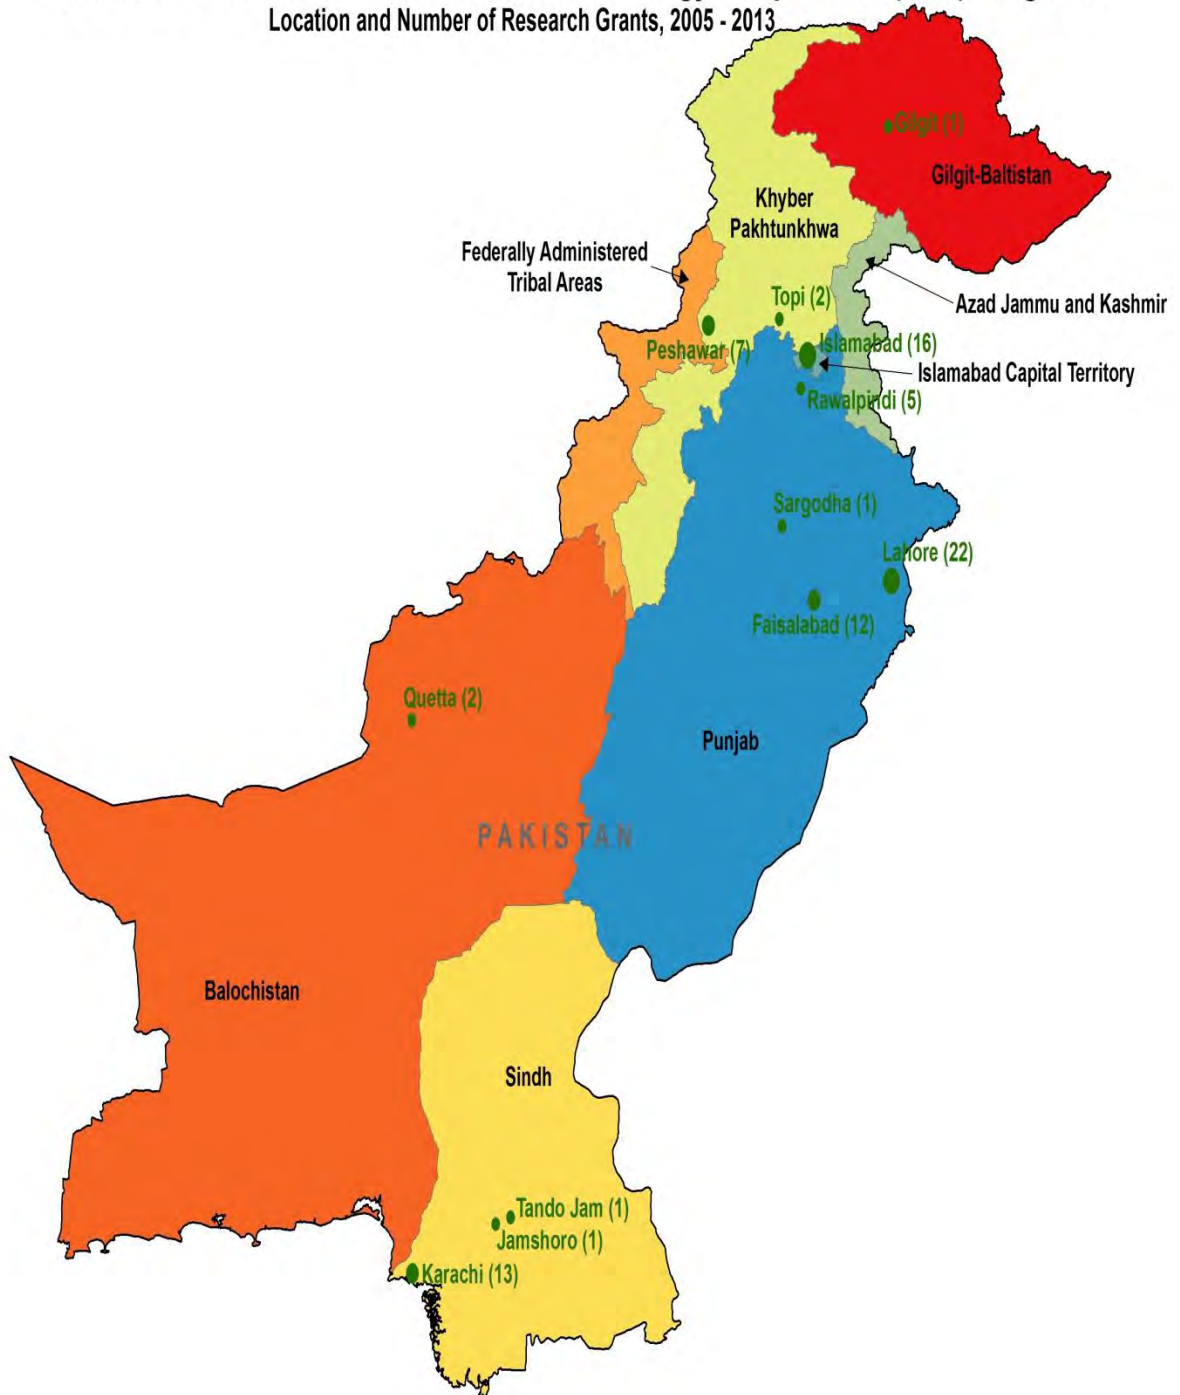 Location and Number of Research Grants, 2005 - 2013
Gilgit (1)
Gilgit-Baltistan
Khyber
Pakhtunkhwa
Federally Administered
Tribal Areas
Azad Jammu and Kashmir
Topi (2)
Peshawar (7)
Islamabad (16)
Islamabad Capital Territory
Rawalpindi (5)
Sargodha (1)
Lahore (22)
Faisalabad (12)
Quetta (2)
Punjab
PAKISTAN
Balochistan
Sindh
Tando Jam (1)
Jamshoro (1)
Karachi (13)